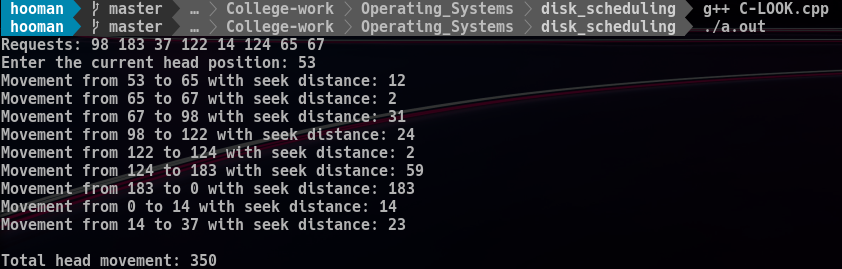 hooman master … College-work Operating_Systems disk_scheduling g++ C-LOOK.cpp
hooman master … College-work Operating_Systems disk_scheduling ./a.out
Requests: 98 183 37 122 14 124 65 67
Enter the current head position: 53
Movement from 53 to 65 with seek distance: 12
Movement from 65 to 67 with seek distance: 2
Movement from 67 to 98 with seek distance: 31
Movement from 98 to 122 with seek distance: 24
Movement from 122 to 124 with seek distance: 2
Movement from 124 to 183 with seek distance: 59
Movement from 183 to 0 with seek distance: 183
Movement from 0 to 14 with seek distance: 14
Movement from 14 to 37 with seek distance: 23
Total head movement: 350